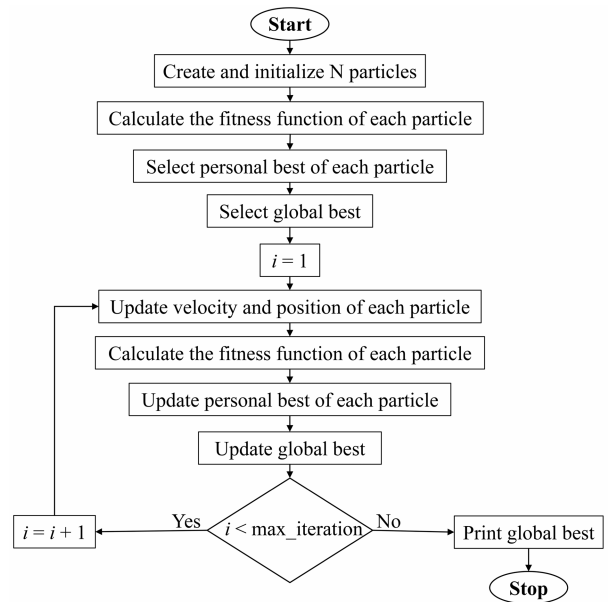 Start
Create and initialize N particles
Calculate the fitness function of each particle
Select personal best of each particle
Select global best
i = 1
Update velocity and position of each particle
Calculate the fitness function of each particle
Update personal best of each particle
Update global best
i = i + 1
Yes
i < max_iteration
No
Print global best
Stop